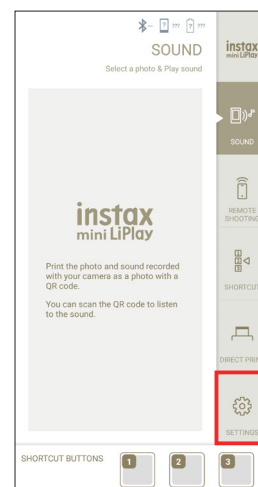 -- ? ??? ? ???
SOUND
Select a photo & Play sound
instax
mini LiPlay
Print the photo and sound recorded
with your camera as a photo with a
QR code.
You can scan the QR code to listen
to the sound.
instax
mini LiPlay
SOUND
REMOTE
SHOOTING
SHORTCUT
DIRECT PRIN
SETTINGS
SHORTCUT BUTTONS
1
2
3